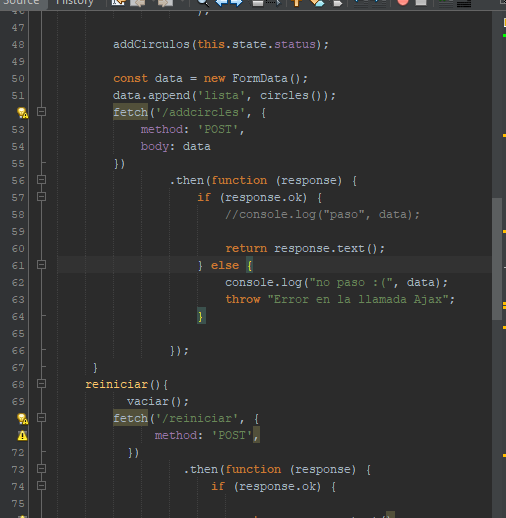 Source History
46 };
47
48 addCirculos(this.state.status);
49
50 const data = new FormData();
51 data.append('lista', circles());
fetch('/addcircles', {
53 method: 'POST',
54 body: data
55 })
56 .then(function (response) {
57 if (response.ok) {
58 //console.log("paso", data);
59
60 return response.text();
61 } else {
62 console.log("no paso :(", data);
63 throw "Error en la llamada Ajax";
64 }
65
66 });
67 }
68 reiniciar(){
69 vaciar();
fetch('/reiniciar', {
method: 'POST',
72 })
73 .then(function (response) {
74 if (response.ok) {
75